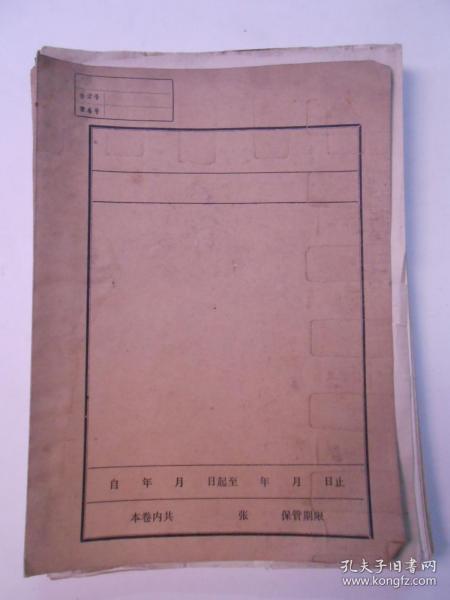 自 年 月 日起至 年 月 日止
本卷内共 张 保管期限
孔夫子旧书网
www.kongfz.com